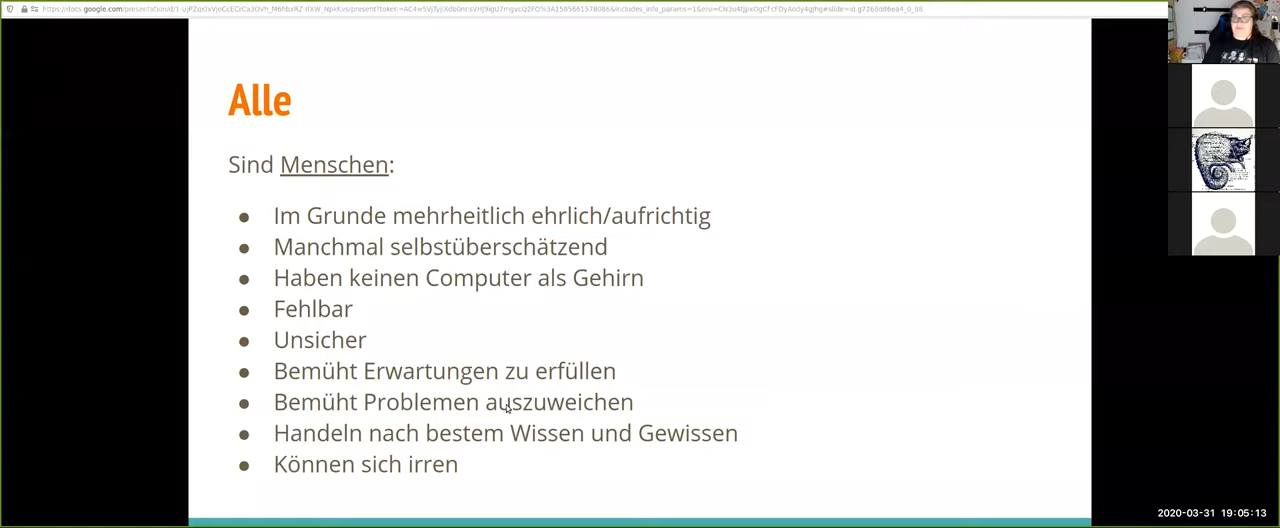 Alle
Sind Menschen:
● Im Grunde mehrheitlich ehrlich/aufrichtig
● Manchmal selbstüberschätzend
● Haben keinen Computer als Gehirn
● Fehlbar
● Unsicher
● Bemüht Erwartungen zu erfüllen
● Bemüht Problemen auszuweichen
● Handeln nach bestem Wissen und Gewissen
● Können sich irren
2020-03-31 19:05:13